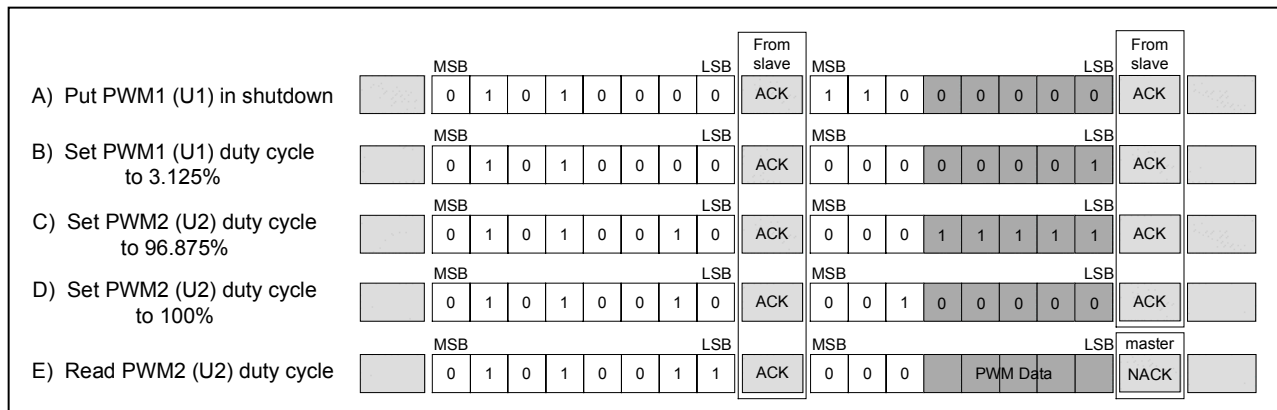 From slave From slave
MSB LSB MSB LSB
A) Put PWM1 (U1) in shutdown 0 1 0 1 0 0 0 0 ACK 1 1 0 0 0 0 0 0 ACK
MSB LSB MSB LSB
B) Set PWM1 (U1) duty cycle to 3.125% 0 1 0 1 0 0 0 0 ACK 0 0 0 0 0 0 0 1 ACK
MSB LSB MSB LSB
C) Set PWM2 (U2) duty cycle to 96.875% 0 1 0 1 0 0 1 0 ACK 0 0 0 1 1 1 1 1 ACK
MSB LSB MSB LSB
D) Set PWM2 (U2) duty cycle to 100% 0 1 0 1 0 0 1 0 ACK 0 0 1 0 0 0 0 0 ACK
MSB LSB MSB LSB master
E) Read PWM2 (U2) duty cycle 0 1 0 1 0 0 1 1 ACK 0 0 0 PWM Data NACK